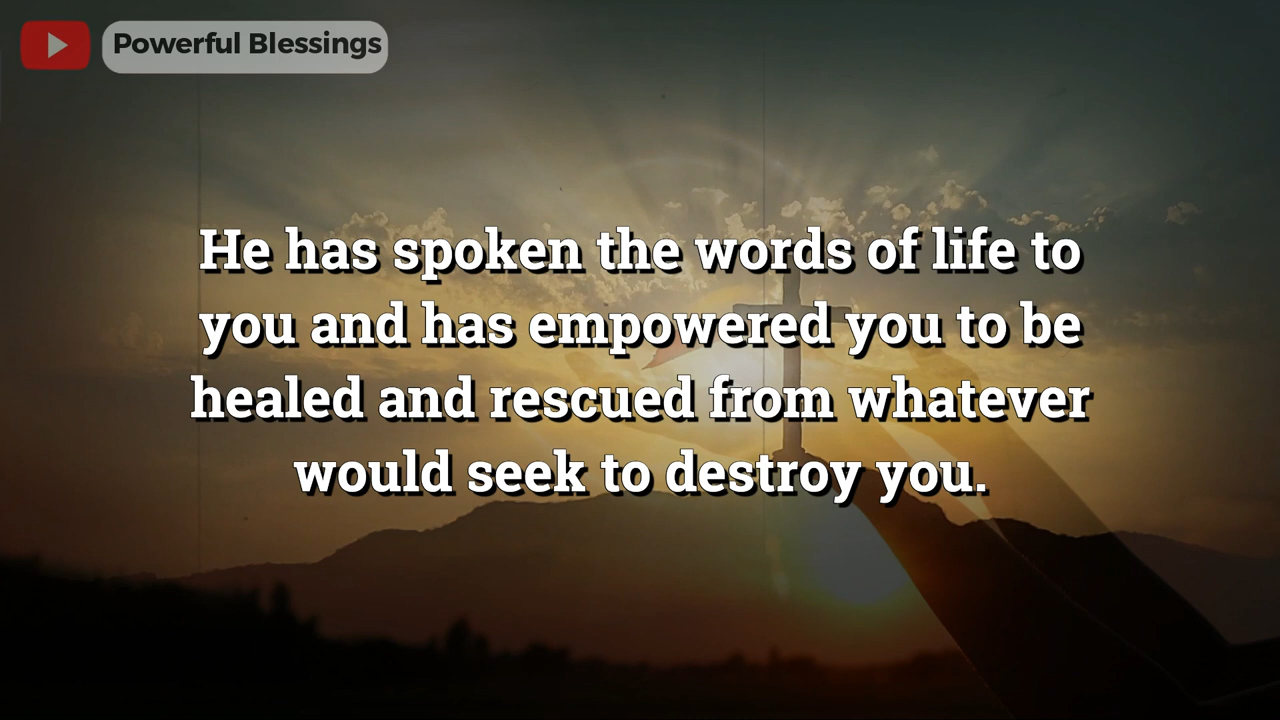 Powerful Blessings
He has spoken the words of life to
you and has empowered you to be
healed and rescued from whatever
would seek to destroy you.